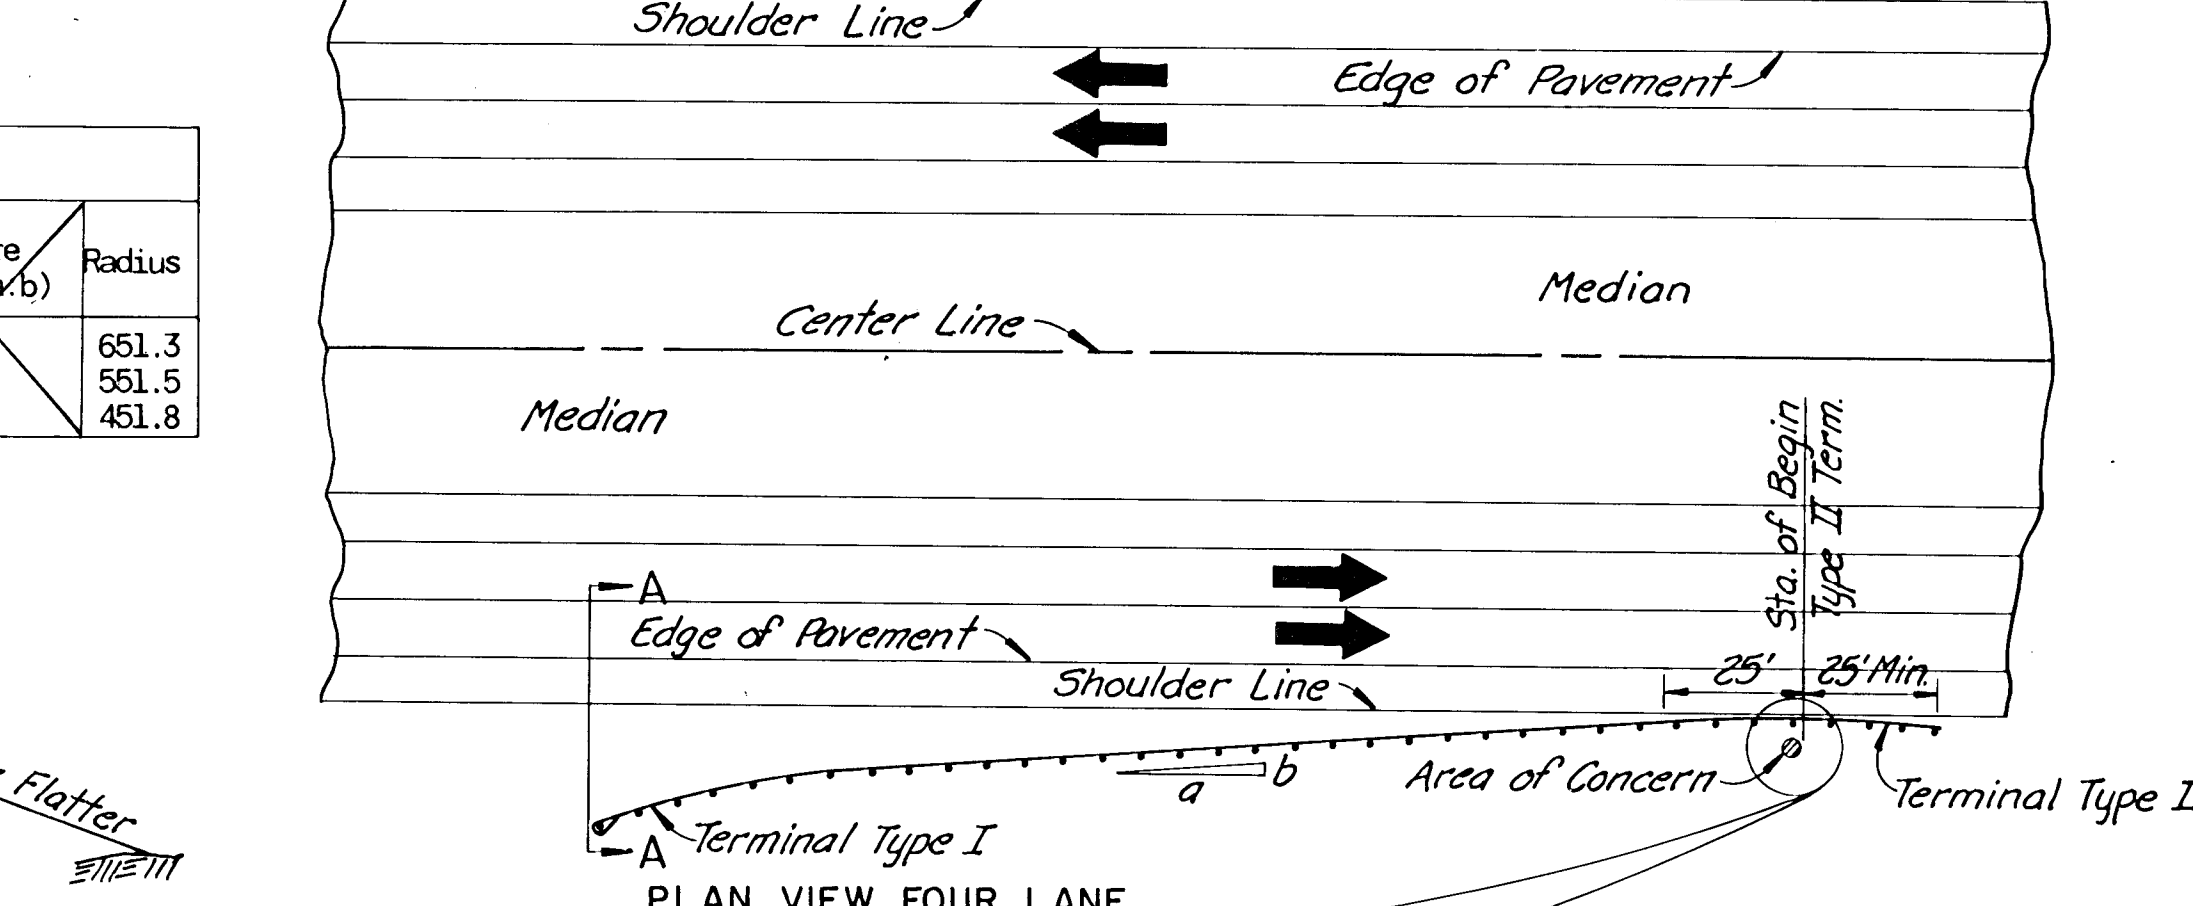 Shoulder Line
Edge of Pavement
Radius
a:b)
651.3
551.5
451.8
Median
Center Line
Median
Sta. of Begin
Type II Term.
A
Edge of Pavement
25'
25' Min.
Shoulder Line
b
a
Area of Concern
Terminal Type I
Flatter
A
Terminal Type I
PLAN VIEW FOUR LANE